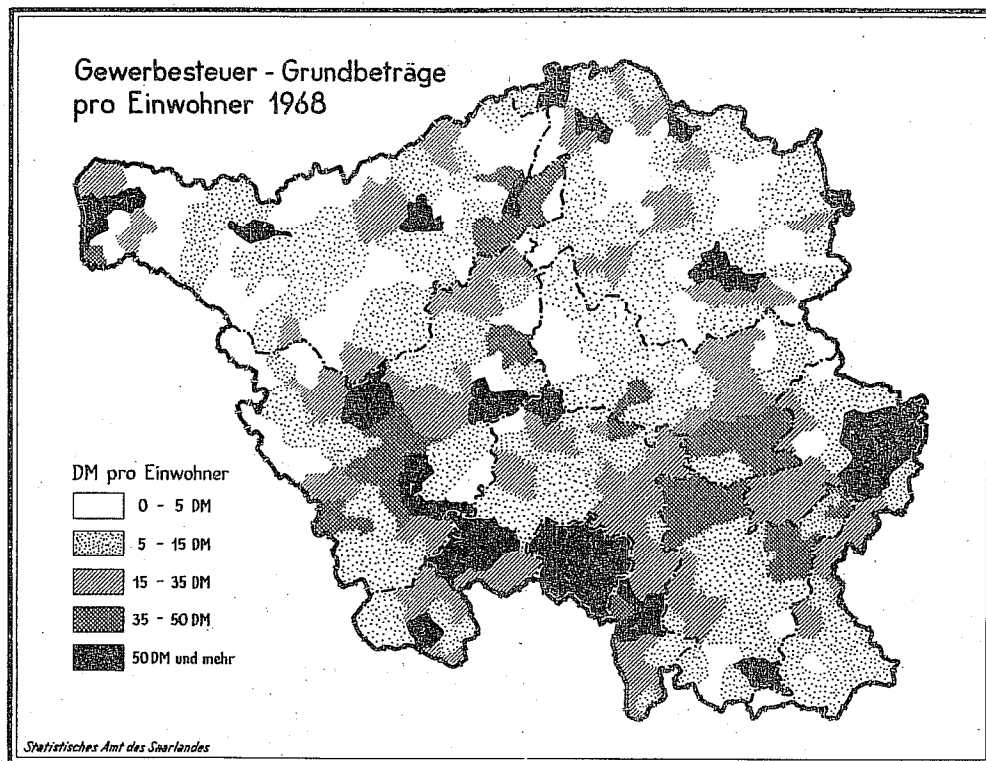 Gewerbesteuer - Grundbeträge
pro Einwohner 1968
DM pro Einwohner
0 - 5 DM
5 - 15 DM
15 - 35 DM
35 - 50 DM
50 DM und mehr
Statistisches Amt des Saarlandes